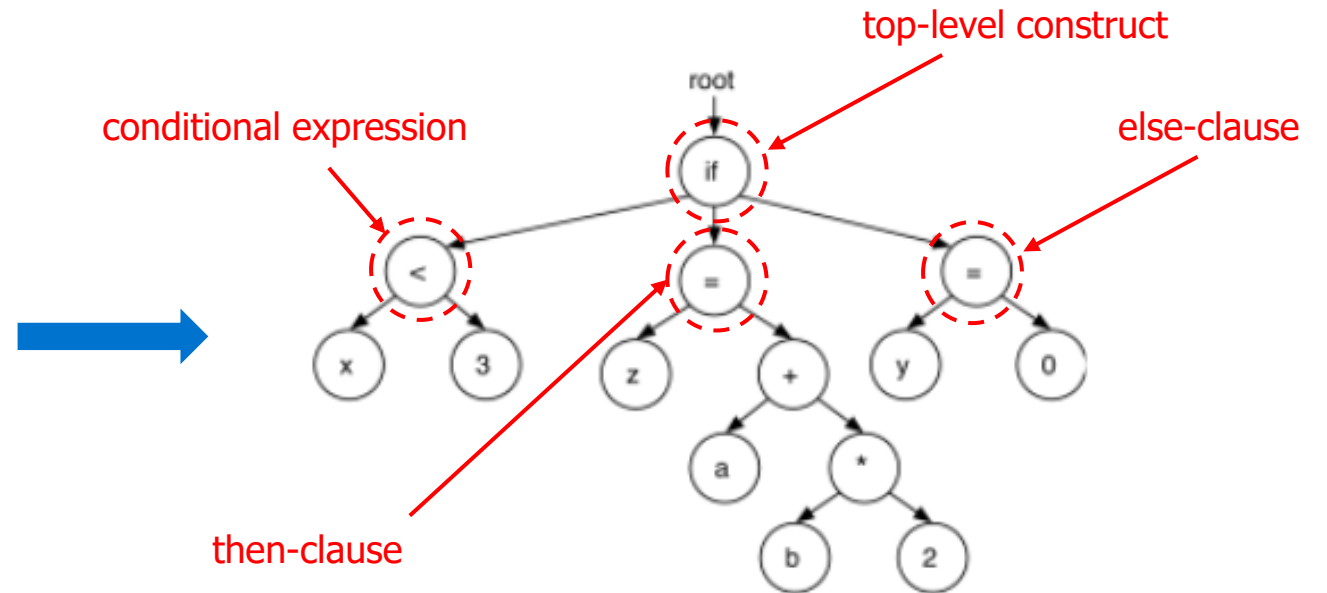 top-level construct
root
conditional expression
else-clause
if
<
=
=
x
3
z
+
y
0
a
*
then-clause
b
2